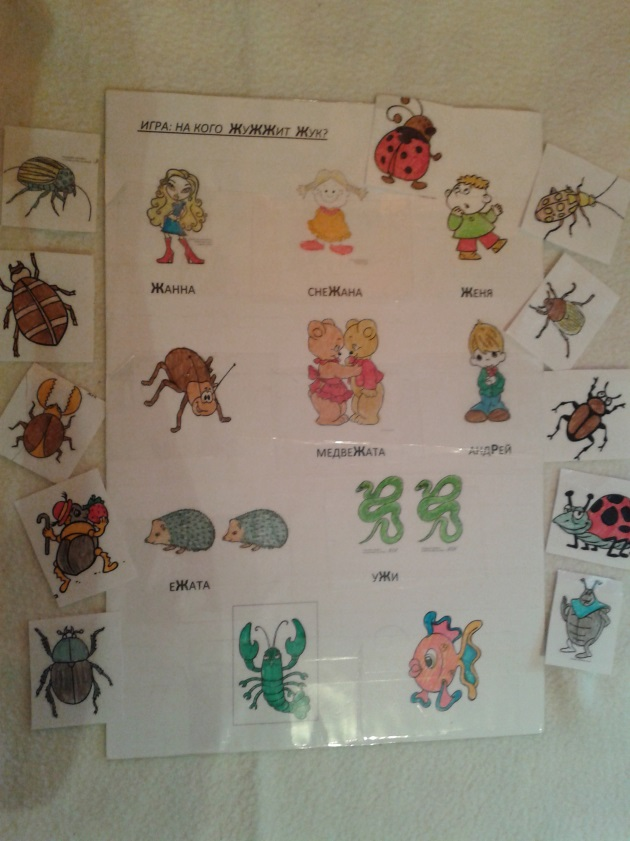 ИГРА: НА КОГО ЖУЖЖИТ ЖУК?
ЖАННА
СНЕЖАНА
ЖЕНЯ
МЕДВЕЖАТА
АНДРЕЙ
ЕЖАТА
УЖИ